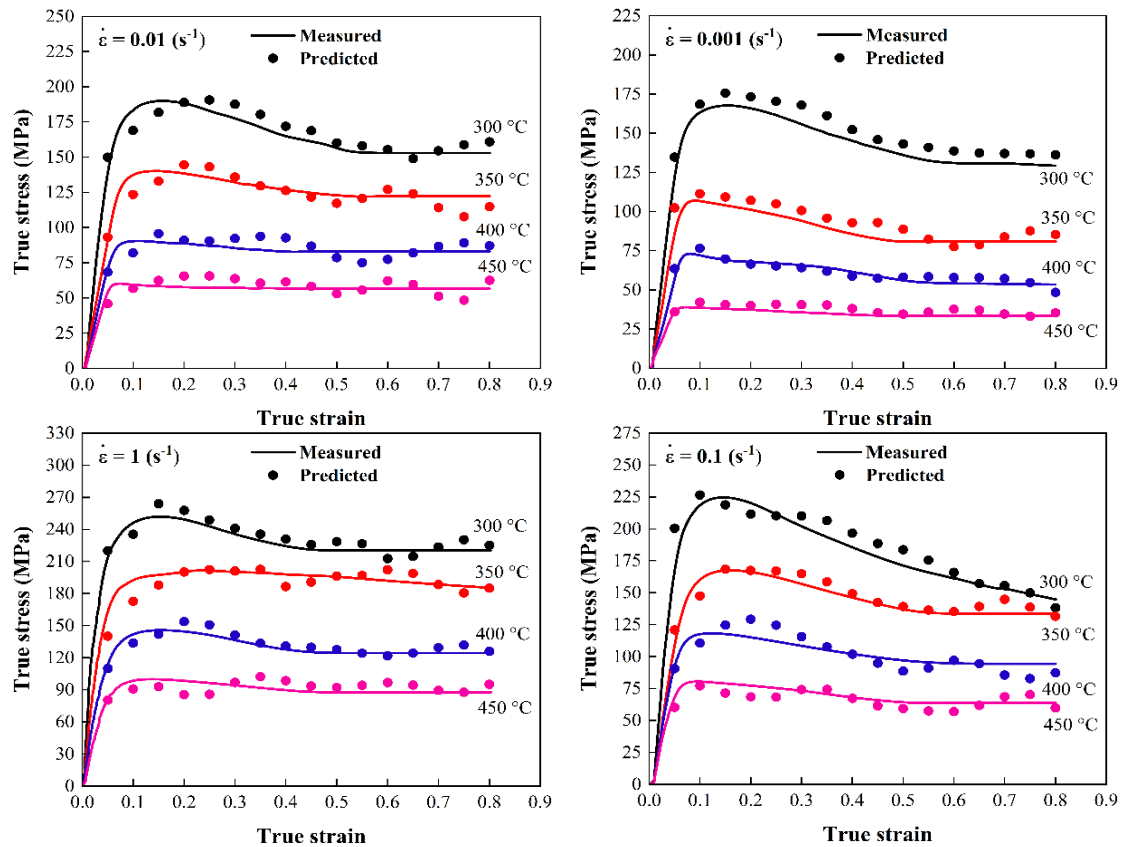 ε̇ = 0.01 (s⁻¹)
Measured
Predicted
True stress (MPa)
250
225
200
175
150
125
100
75
50
25
0
300 °C
350 °C
400 °C
450 °C
0.0 0.1 0.2 0.3 0.4 0.5 0.6 0.7 0.8 0.9
True strain
ε̇ = 0.001 (s⁻¹)
Measured
Predicted
True stress (MPa)
225
200
175
150
125
100
75
50
25
0
300 °C
350 °C
400 °C
450 °C
0.0 0.1 0.2 0.3 0.4 0.5 0.6 0.7 0.8 0.9
True strain
ε̇ = 1 (s⁻¹)
Measured
Predicted
True stress (MPa)
330
300
270
240
210
180
150
120
90
60
30
0
300 °C
350 °C
400 °C
450 °C
0.0 0.1 0.2 0.3 0.4 0.5 0.6 0.7 0.8 0.9
True strain
ε̇ = 0.1 (s⁻¹)
Measured
Predicted
True stress (MPa)
275
250
225
200
175
150
125
100
75
50
25
0
300 °C
350 °C
400 °C
450 °C
0.0 0.1 0.2 0.3 0.4 0.5 0.6 0.7 0.8 0.9
True strain